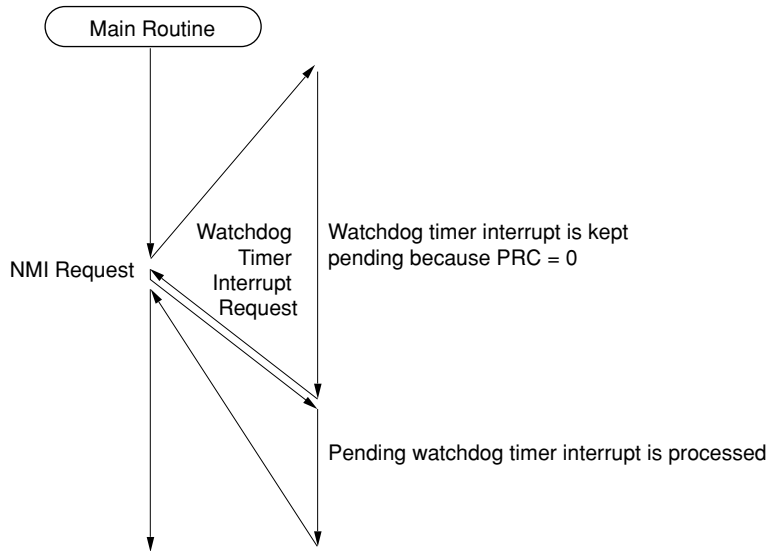 Main Routine
NMI Request
Watchdog
Timer
Interrupt
Request
Watchdog timer interrupt is kept
pending because PRC = 0
Pending watchdog timer interrupt is processed